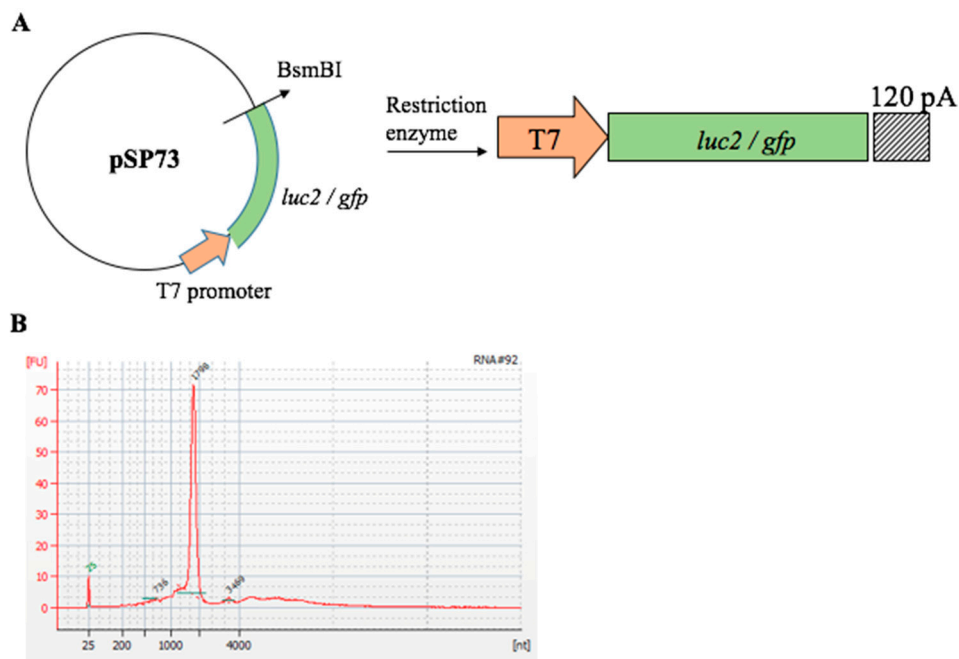 A
BsmBI
pSP73
luc2 / gfp
T7 promoter
Restriction
enzyme
T7
luc2 / gfp
120 pA
B
[FU]
RNA#92
70
60
50
40
30
20
10
0
25
736
1798
3469
25
200
1000
4000
[nt]